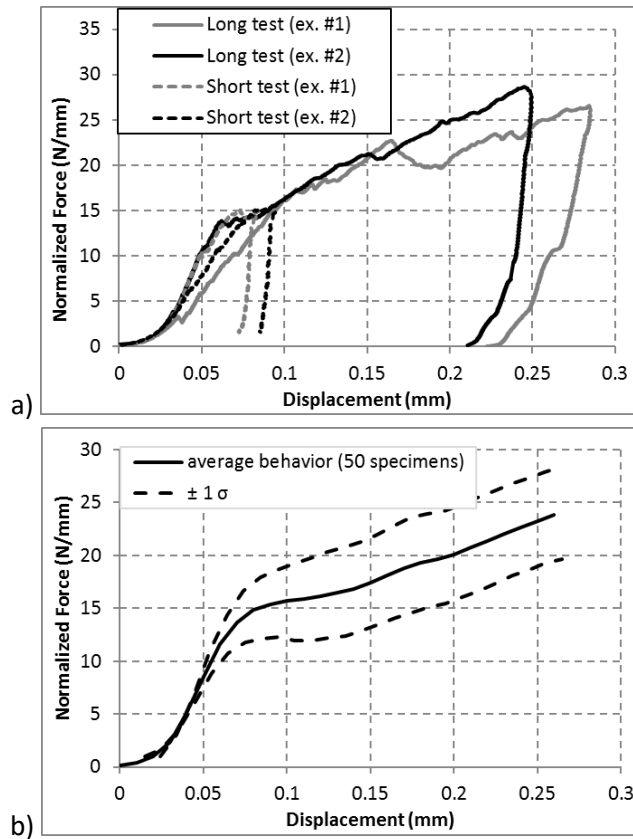 Long test (ex. #1)
Long test (ex. #2)
Short test (ex. #1)
Short test (ex. #2)
35
30
25
20
15
10
5
0
Normalized Force (N/mm)
0 0.05 0.1 0.15 0.2 0.25 0.3
Displacement (mm)
a)
average behavior (50 specimens)
± 1 σ
30
25
20
15
10
5
0
Normalized Force (N/mm)
0 0.05 0.1 0.15 0.2 0.25 0.3
Displacement (mm)
b)